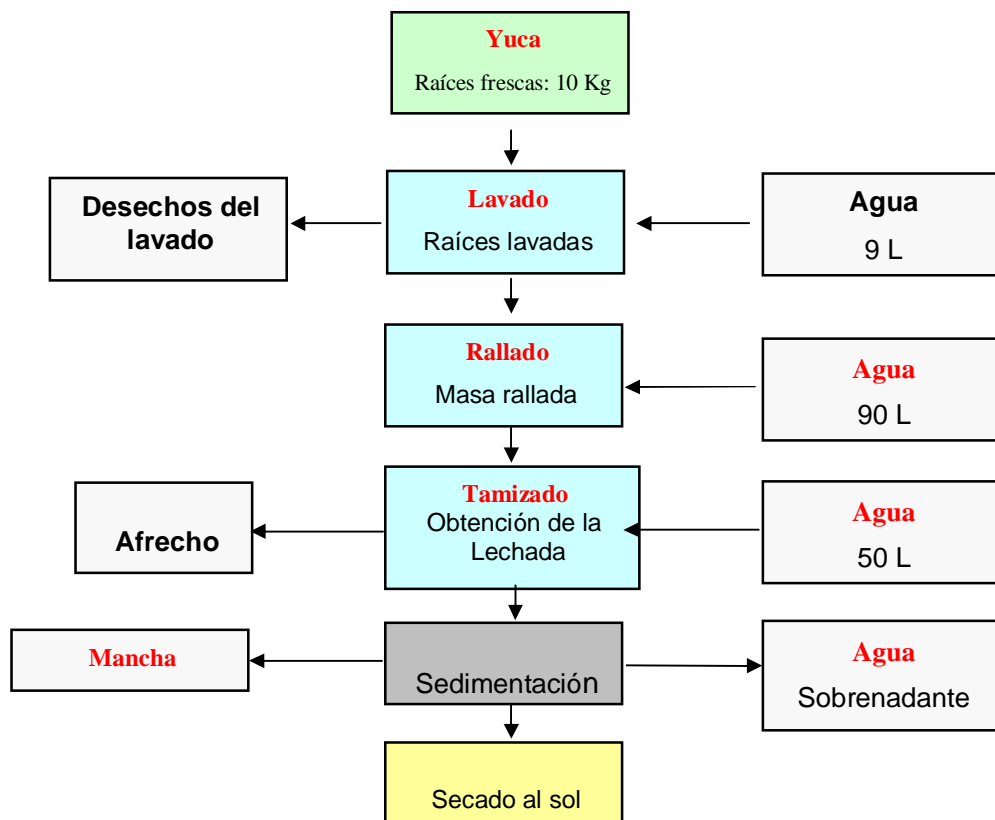 Yuca
Raíces frescas: 10 Kg
Desechos del
lavado
Lavado
Raíces lavadas
Agua
9 L
Rallado
Masa rallada
Agua
90 L
Afrecho
Tamizado
Obtención de la
Lechada
Agua
50 L
Mancha
Sedimentación
Agua
Sobrenadante
Secado al sol